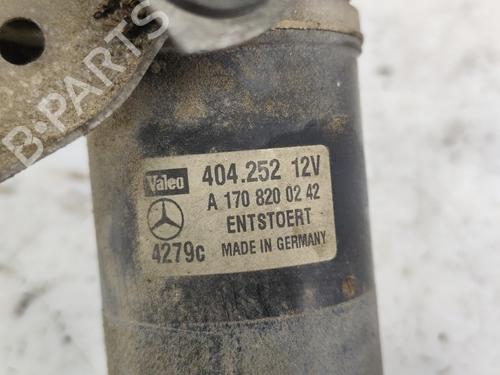 B-PARTS
Valeo 404.252 12V
A 170 820 02 42
ENTSTOERT
4279c MADE IN GERMANY